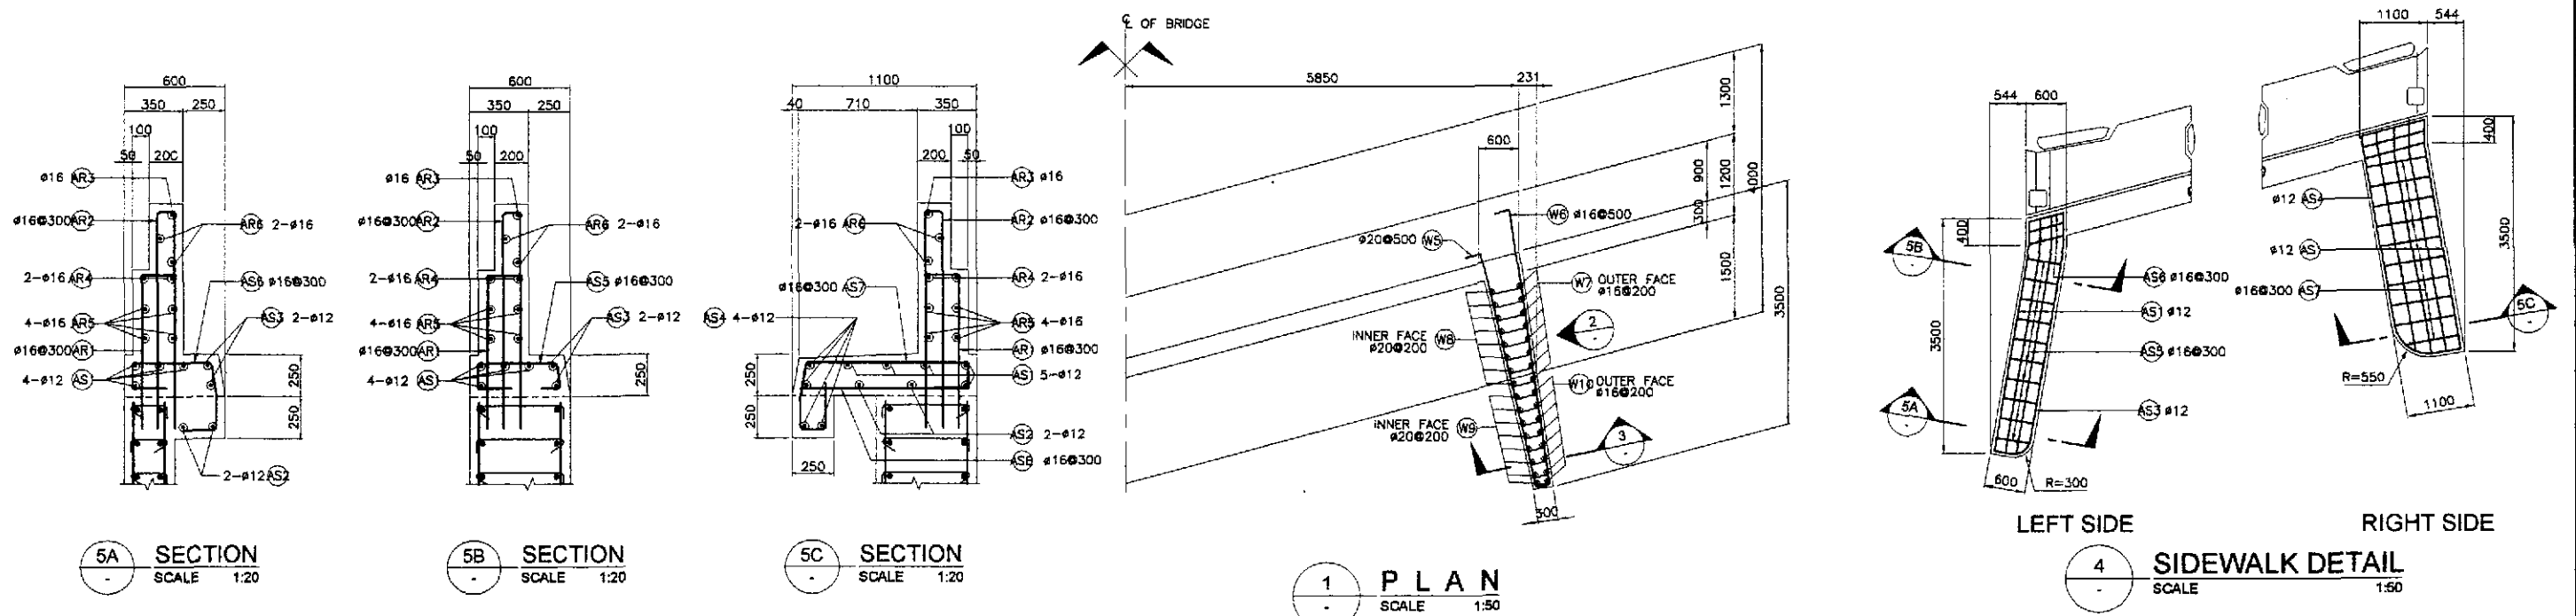 600
350 250
100
50 200
ø16 AR3
ø16@300 AR2
AR6 2-ø16
2-ø16 AR4
AS6 ø16@300
4-ø16 AR5
AS3 2-ø12
ø16@300 AR1
4-ø12 AS
250
250
2-ø12 AS2
5A SECTION
- SCALE 1:20
600
350 250
100
50 200
ø16 AR3
ø16@300 AR2
AR6 2-ø16
2-ø16 AR4
AS5 ø16@300
4-ø16 AR5
AS3 2-ø12
ø16@300 AR1
4-ø12 AS
250
5B SECTION
- SCALE 1:20
1100
40 710 350
100
200 50
AR3 ø16
2-ø16 AR6
AR2 ø16@300
AR4 2-ø16
ø16@300 AS7
AS4 4-ø12
AR5 4-ø16
AR1 ø16@300
AS1 5-ø12
250
250
AS2 2-ø12
AS8 ø16@300
250
5C SECTION
- SCALE 1:20
℄ OF BRIDGE
5850 231
600
1300
900 1200 4000
300
1500 3500
W6 ø16@500
ø20@500 W5
W7 OUTER FACE
ø16@200
INNER FACE W8
ø20@200
2
-
W10 OUTER FACE
ø16@200
INNER FACE W9
ø20@200
3
-
300
1 PLAN
- SCALE 1:50
544 600
400
3500
5B
-
5A
-
AS6 ø16@300
AS1 ø12
AS5 ø16@300
AS3 ø12
600 R=300
LEFT SIDE
1100 544
400
3500
ø12 AS4
ø12 AS
ø16@300 AS7
5C
-
R=550
1100
RIGHT SIDE
4 SIDEWALK DETAIL
- SCALE 1:50